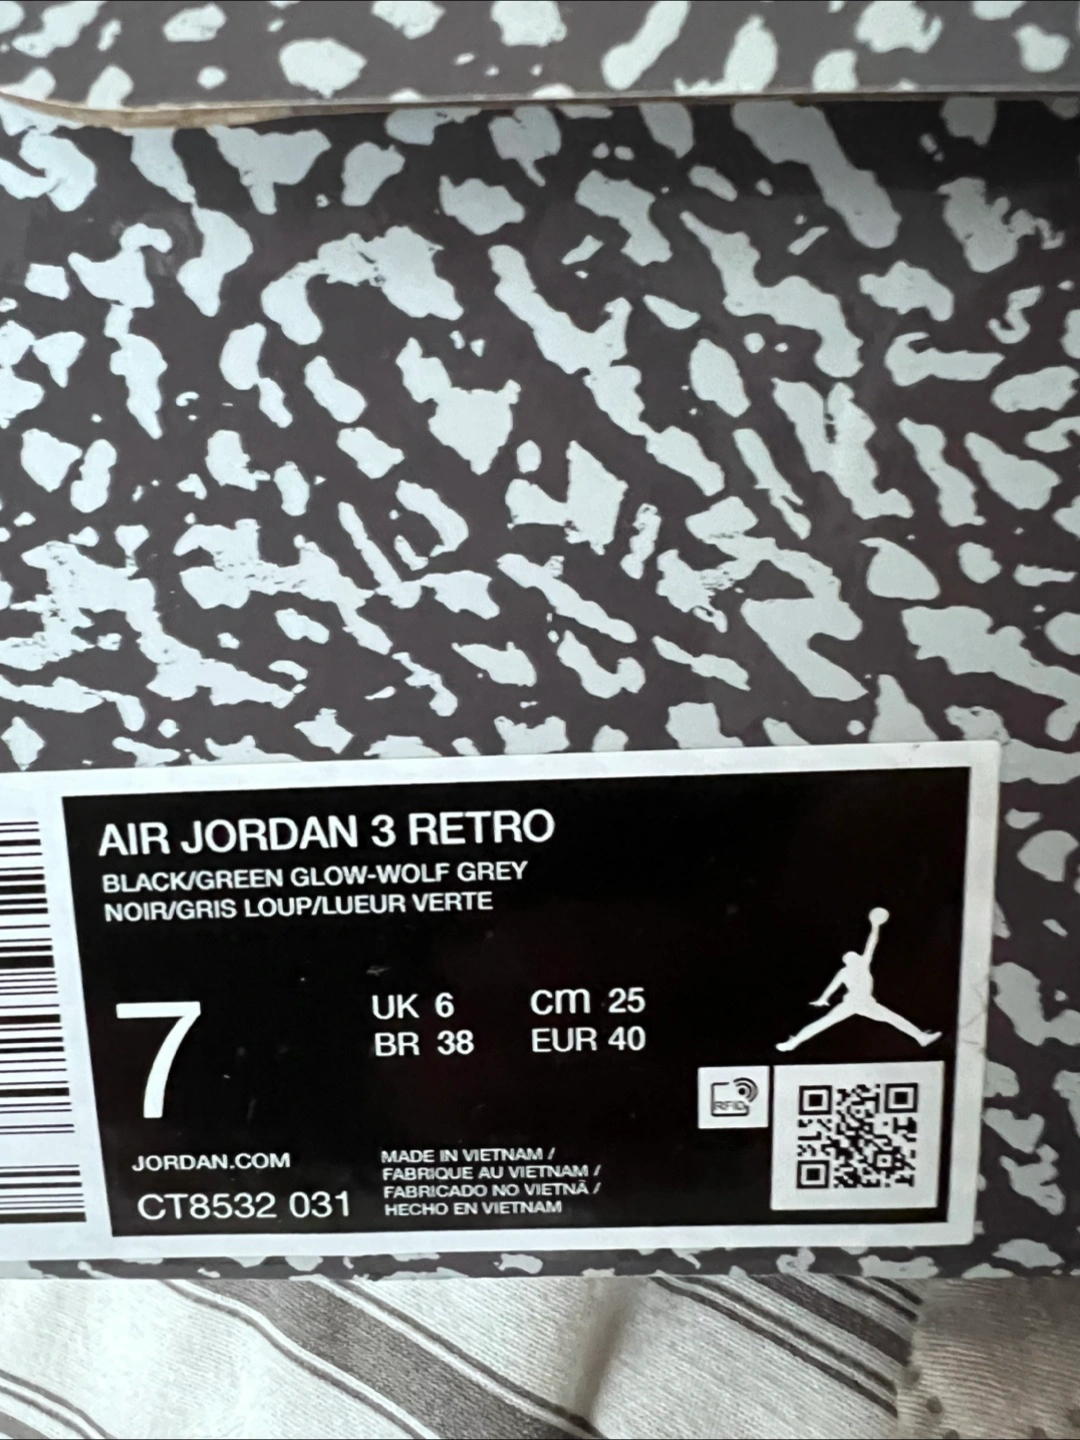 AIR JORDAN 3 RETRO
BLACK/GREEN GLOW-WOLF GREY
NOIR/GRIS LOUP/LUEUR VERTE
7
UK 6
cm 25
BR 38
EUR 40
RFID
JORDAN.COM
CT8532 031
MADE IN VIETNAM /
FABRIQUE AU VIETNAM /
FABRICADO NO VIETNÃ /
HECHO EN VIETNAM